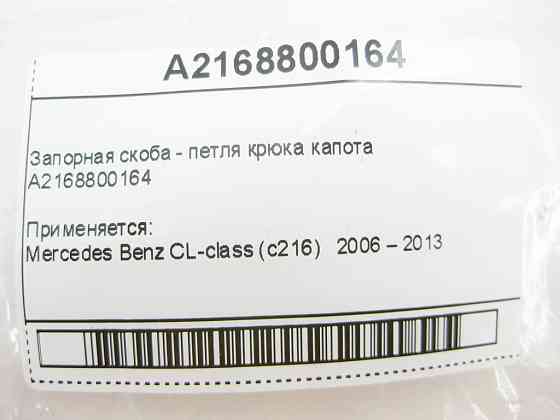 A2168800164
Запорная скоба - петля крюка капота
A2168800164
Применяется:
Mercedes Benz CL-class (c216) 2006 – 2013